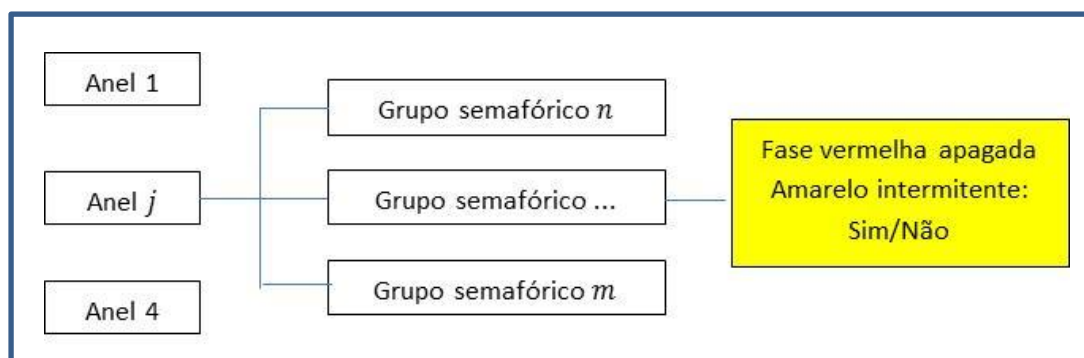 Anel 1
Anel j
Anel 4
Grupo semafórico n
Grupo semafórico ...
Grupo semafórico m
Fase vermelha apagada
Amarelo intermitente:
Sim/Não